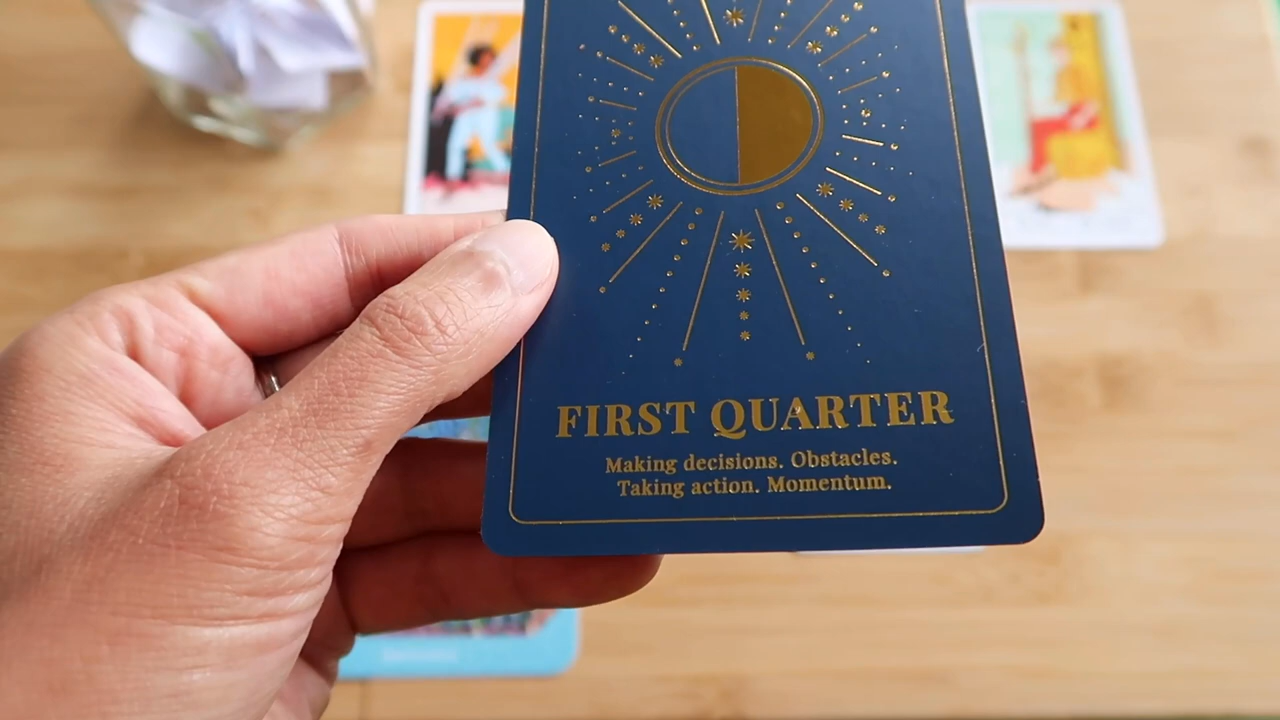 FIRST QUARTER
Making decisions. Obstacles.
Taking action. Momentum.